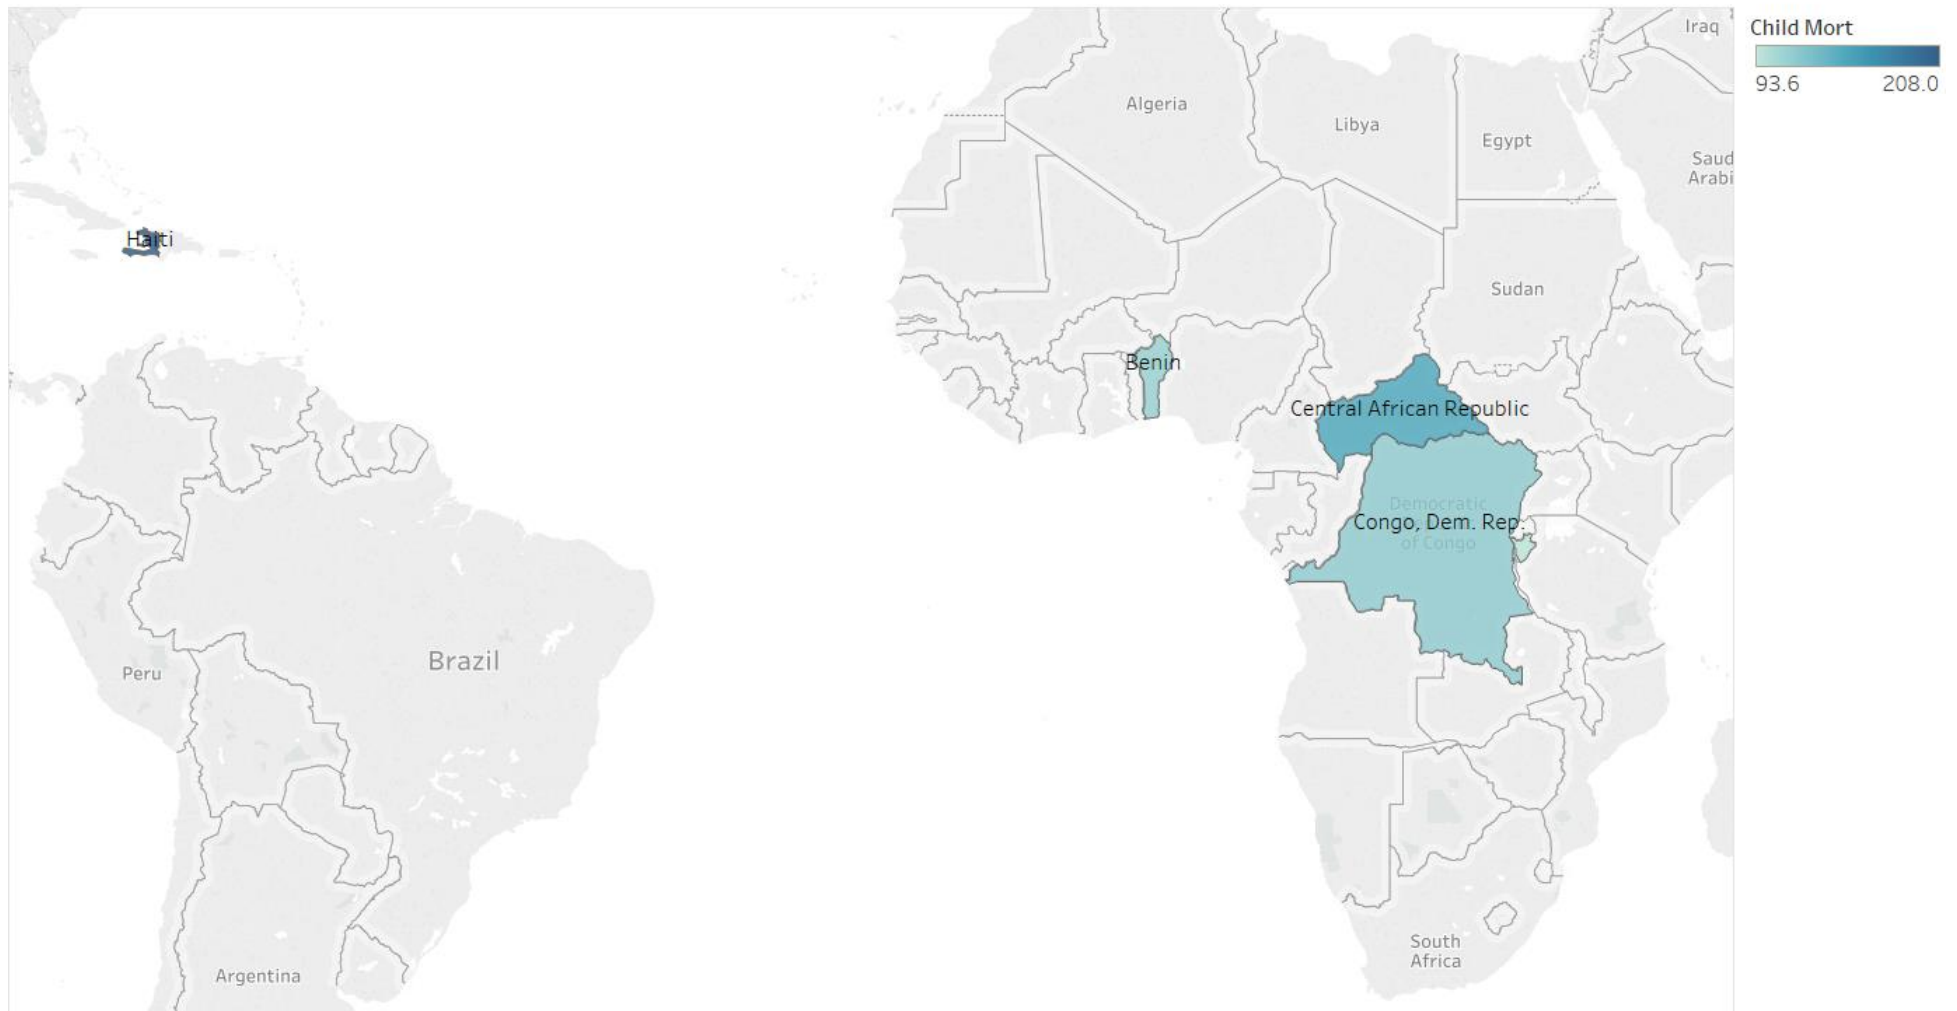 Child Mort
93.6 208.0
Iraq
Algeria
Libya
Egypt
Saud
Arabi
Haiti
Sudan
Benin
Central African Republic
Democratic
Congo, Dem. Rep.
of Congo
Brazil
Peru
South
Africa
Argentina